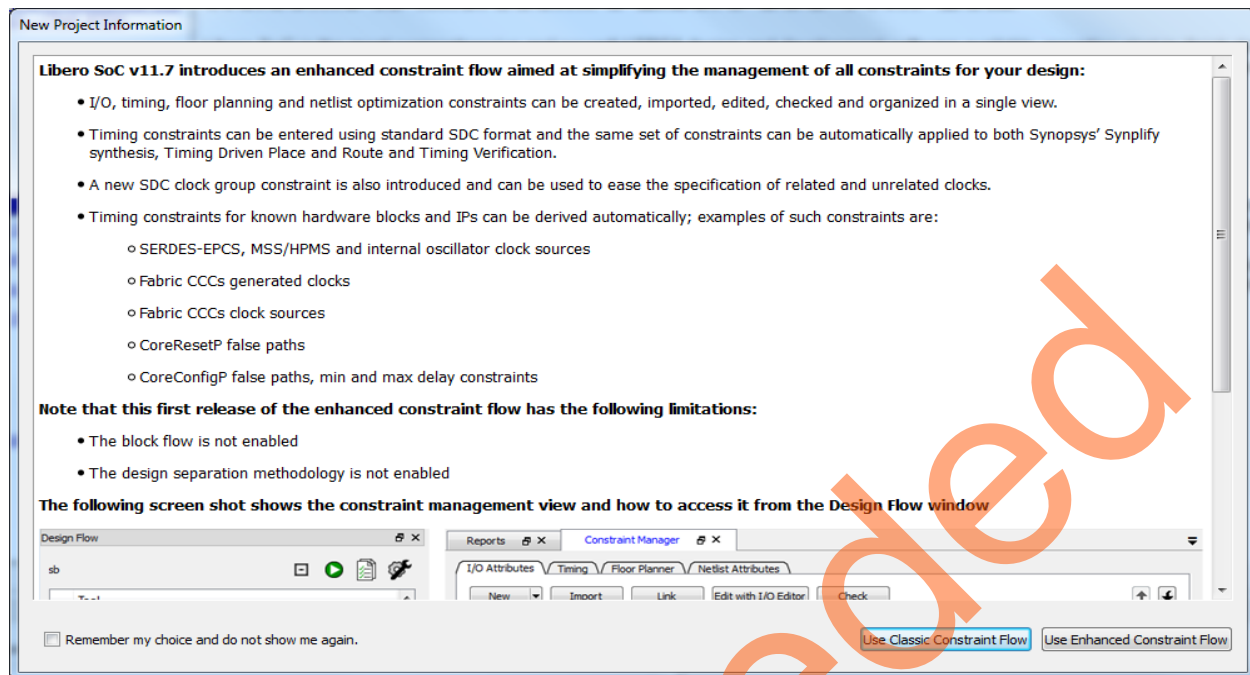 New Project Information
Libero SoC v11.7 introduces an enhanced constraint flow aimed at simplifying the management of all constraints for your design:
• I/O, timing, floor planning and netlist optimization constraints can be created, imported, edited, checked and organized in a single view.
• Timing constraints can be entered using standard SDC format and the same set of constraints can be automatically applied to both Synopsys' Synplify
synthesis, Timing Driven Place and Route and Timing Verification.
• A new SDC clock group constraint is also introduced and can be used to ease the specification of related and unrelated clocks.
• Timing constraints for known hardware blocks and IPs can be derived automatically; examples of such constraints are:
o SERDES-EPCS, MSS/HPMS and internal oscillator clock sources
o Fabric CCCs generated clocks
o Fabric CCCs clock sources
o CoreResetP false paths
o CoreConfigP false paths, min and max delay constraints
Note that this first release of the enhanced constraint flow has the following limitations:
• The block flow is not enabled
• The design separation methodology is not enabled
The following screen shot shows the constraint management view and how to access it from the Design Flow window
Design Flow
Reports Constraint Manager
sb
I/O Attributes Timing Floor Planner Netlist Attributes
Tool
New Import Link Edit with I/O Editor Check
Remember my choice and do not show me again.
Use Classic Constraint Flow Use Enhanced Constraint Flow
ded